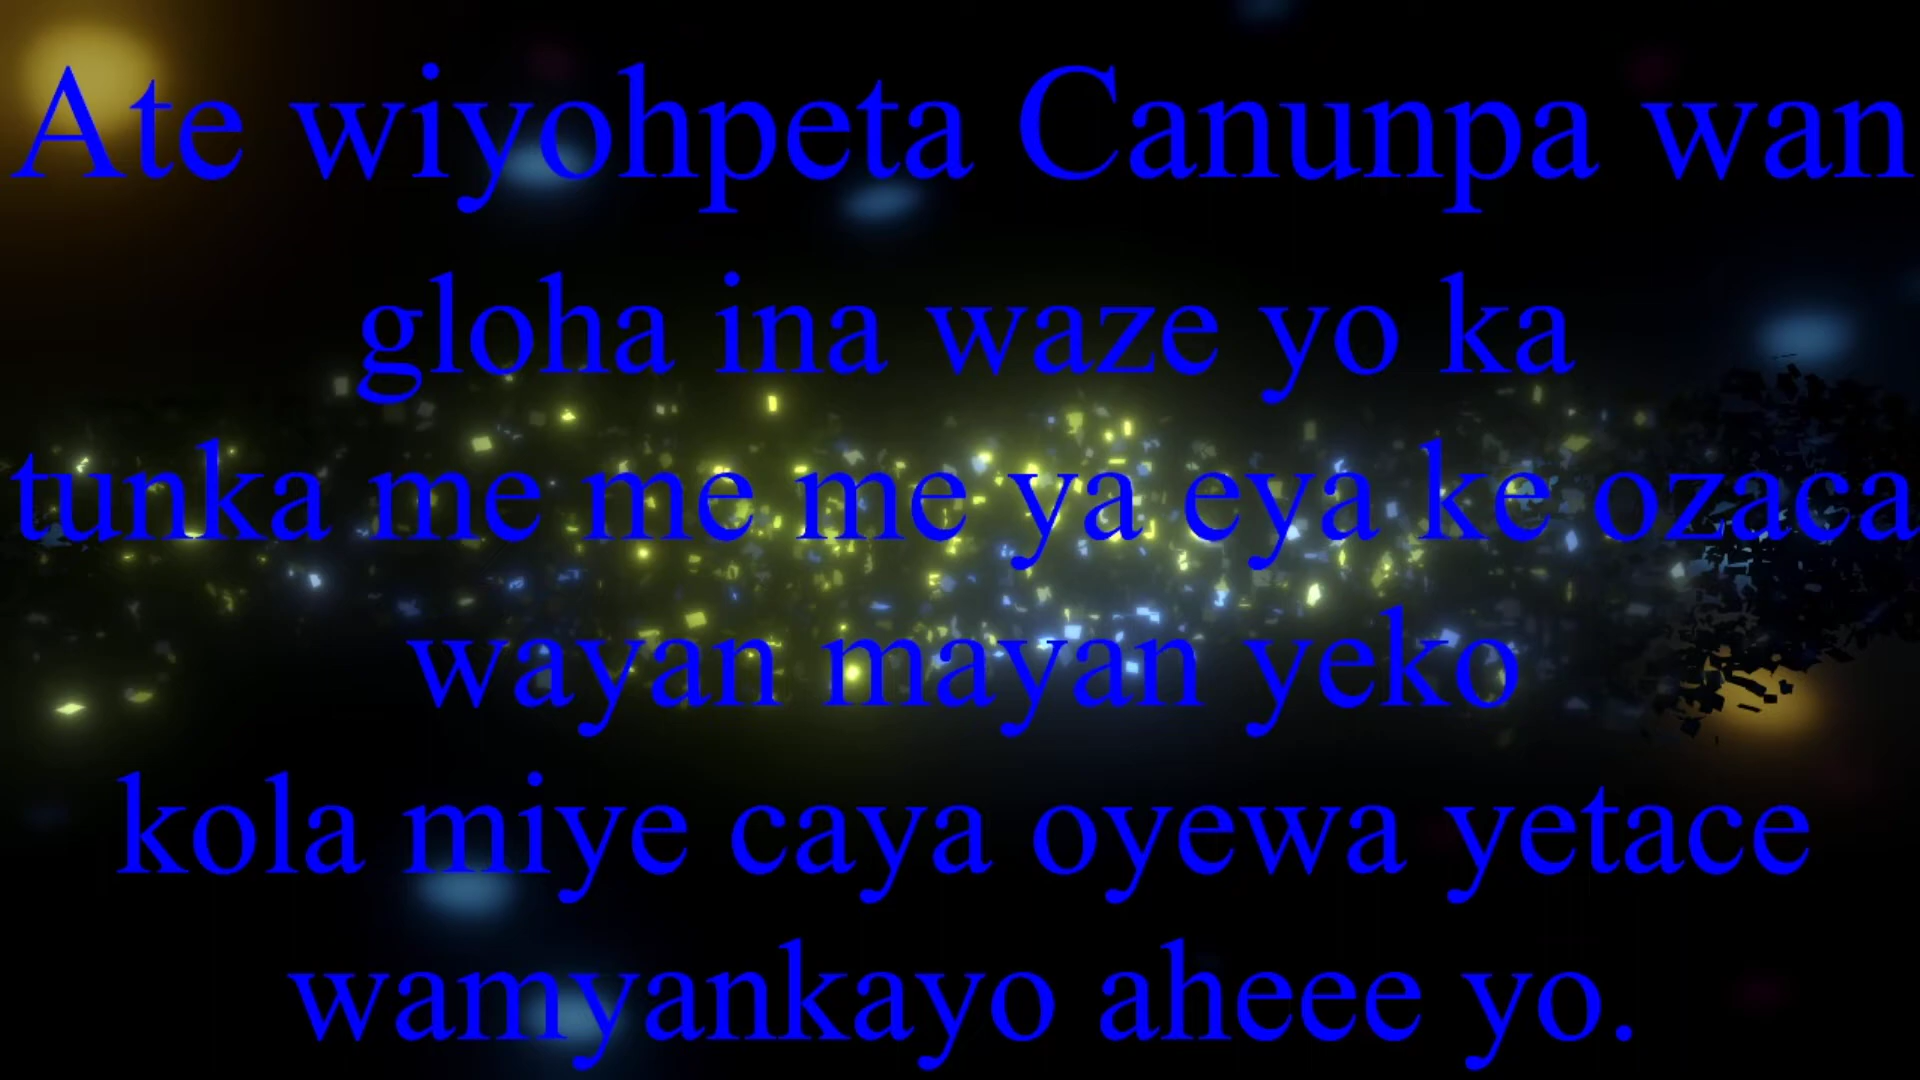 Ate wiyohpeta Canunpa wan
gloha ina waze yo ka
tunka me me me ya eya ke ozaca
wayan mayan yeko
kola miye caya oyewa yetace
wamyankayo aheee yo.